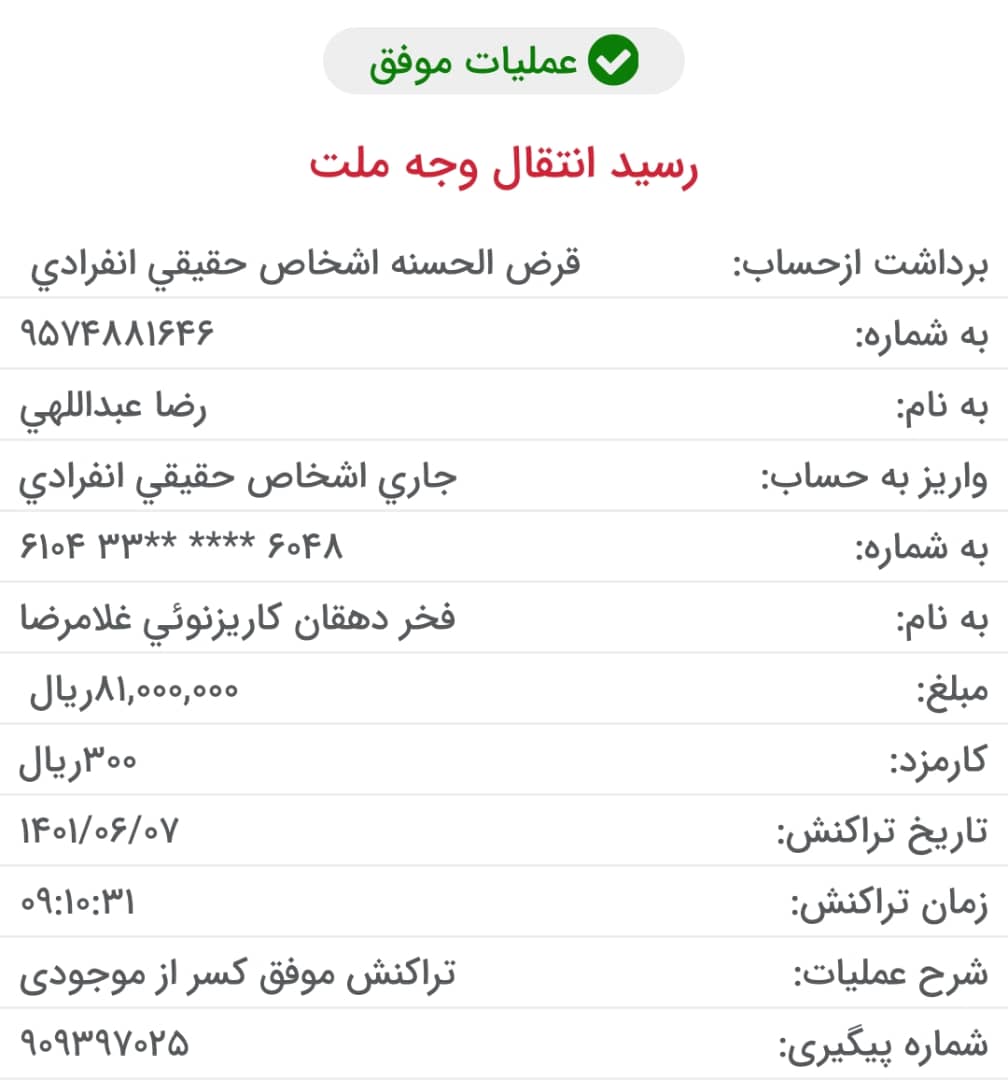 عملیات موفق
رسید انتقال وجه ملت
برداشت ازحساب: قرض الحسنه اشخاص حقيقي انفرادي
به شماره: ۹۵۷۴۸۸۱۶۴۶
به نام: رضا عبداللهي
واریز به حساب: جاري اشخاص حقيقي انفرادي
به شماره: ۶۱۰۴ ۳۳** **** ۶۰۴۸
به نام: فخر دهقان كاريزنوئي غلامرضا
مبلغ: ۸۱,۰۰۰,۰۰۰ریال
کارمزد: ۳۰۰ریال
تاریخ تراکنش: ۱۴۰۱/۰۶/۰۷
زمان تراکنش: ۰۹:۱۰:۳۱
شرح عملیات: تراکنش موفق کسر از موجودی
شماره پیگیری: ۹۰۹۳۹۷۰۲۵